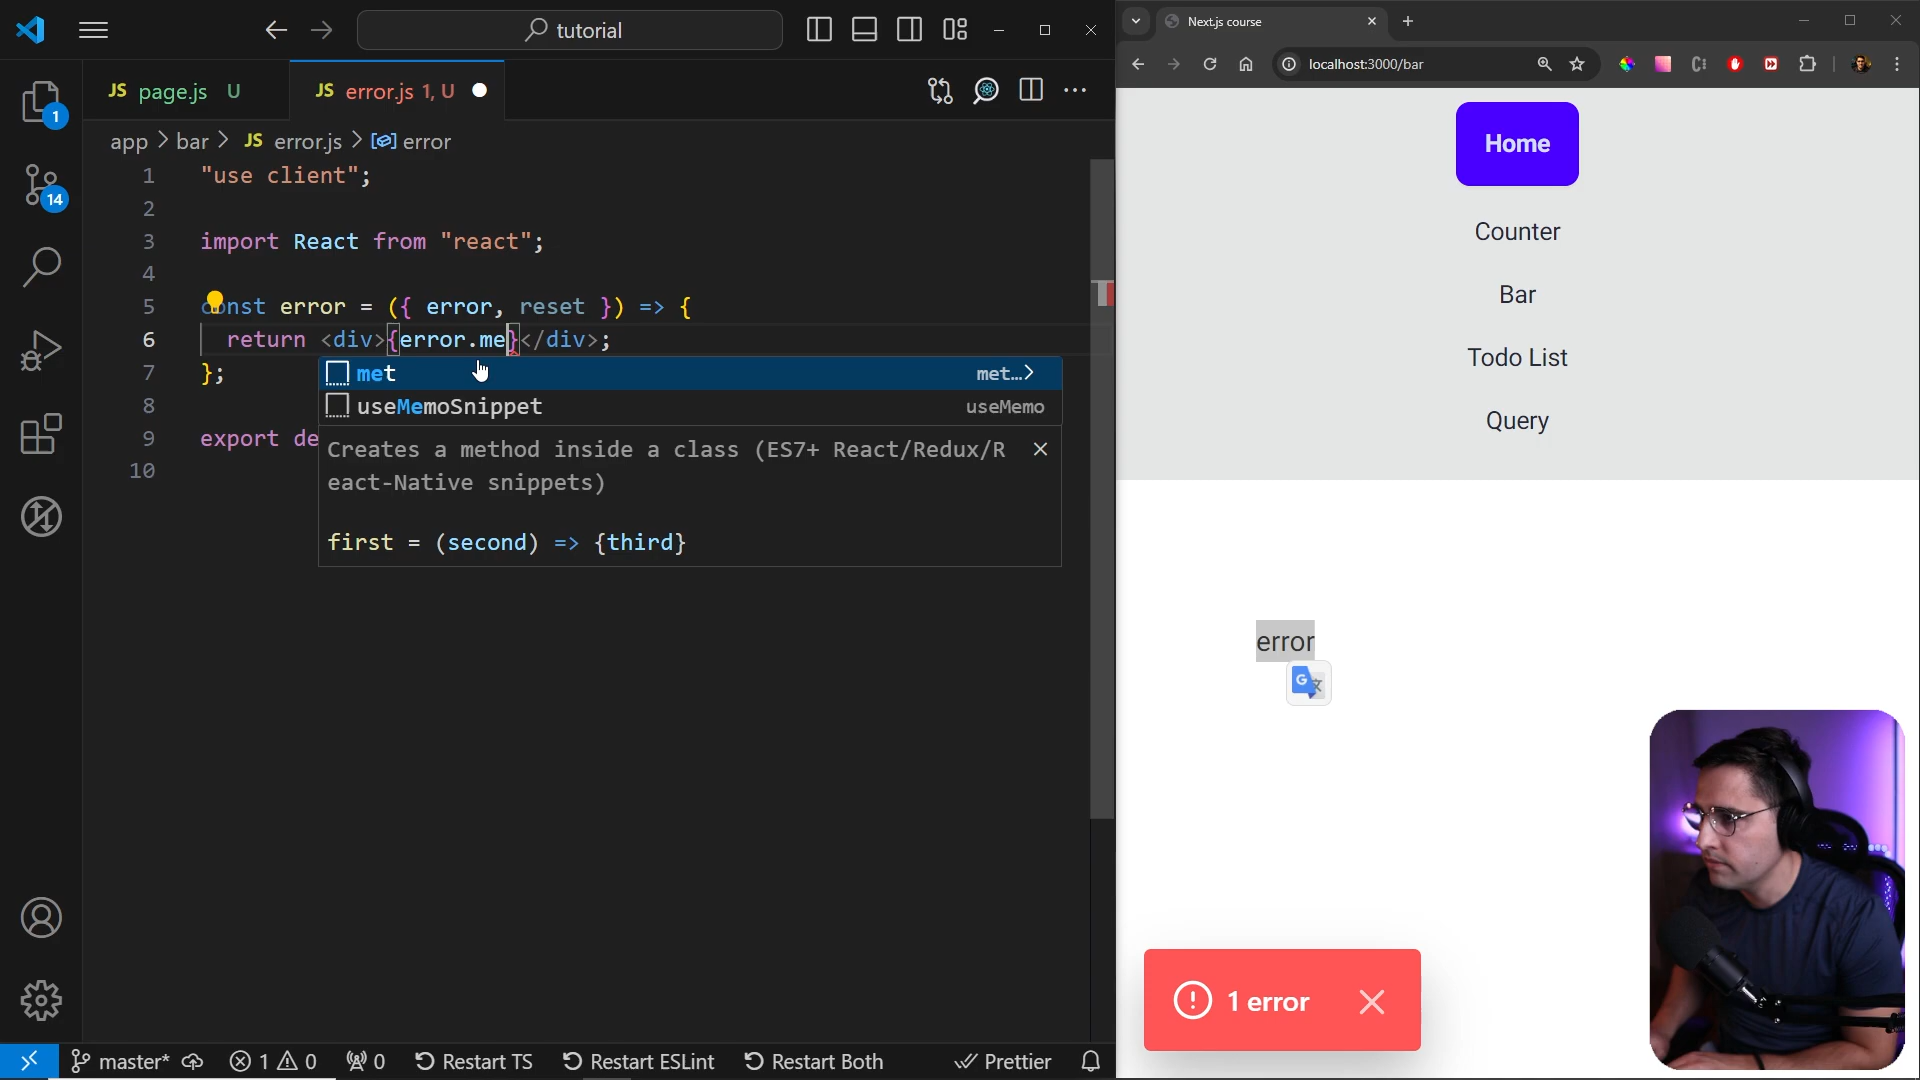 tutorial
JS page.js U
JS error.js 1, U
app > bar > JS error.js > error
1 "use client";
2
3 import React from "react";
4
5 const error = ({ error, reset }) => {
6 return <div>{error.me}</div>;
7 };
8
9 export de
10
met met...>
useMemoSnippet useMemo
Creates a method inside a class (ES7+ React/Redux/R
eact-Native snippets)
first = (second) => {third}
1
14
master* 1 0 0 Restart TS Restart ESLint Restart Both Prettier
Next.js course
localhost:3000/bar
Home
Counter
Bar
Todo List
Query
error
1 error